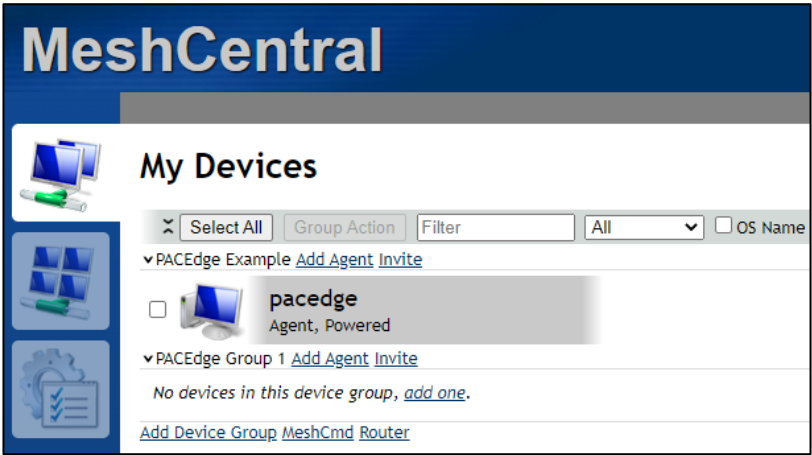 MeshCentral
My Devices
Select All Group Action Filter All OS Name
PACEdge Example Add Agent Invite
pacedge
Agent, Powered
PACEdge Group 1 Add Agent Invite
No devices in this device group, add one.
Add Device Group MeshCmd Router